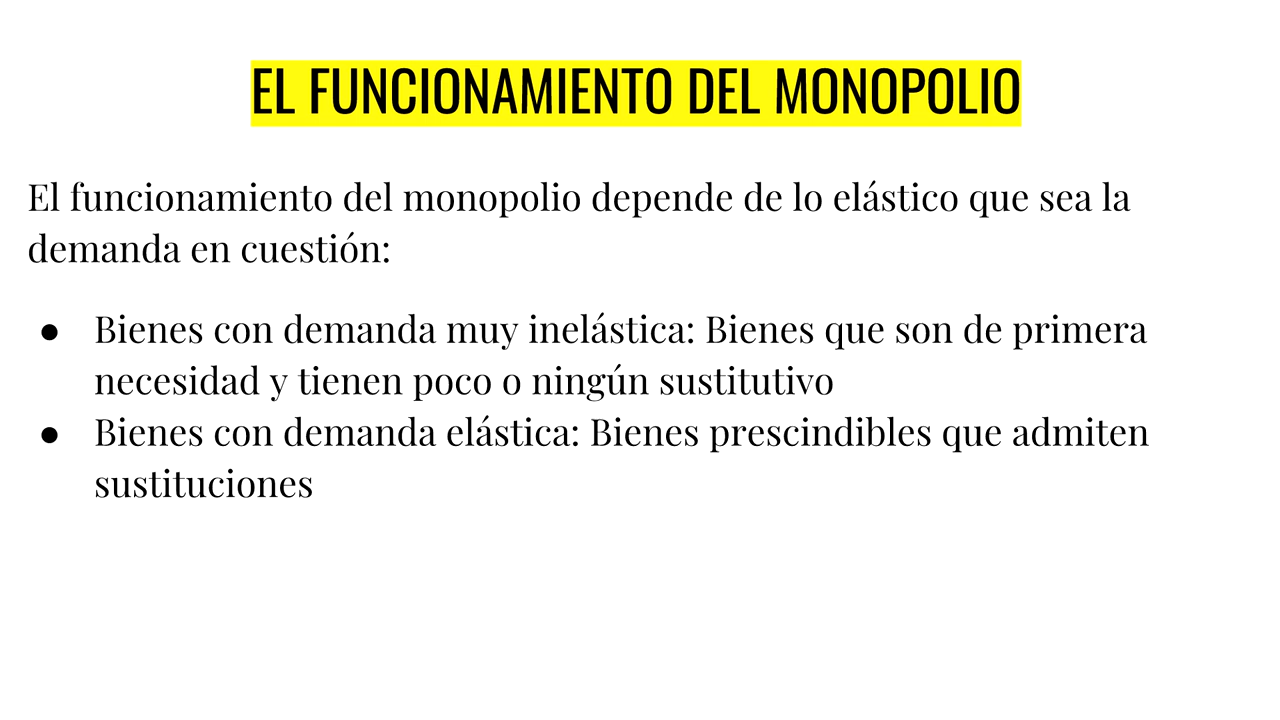 EL FUNCIONAMIENTO DEL MONOPOLIO
El funcionamiento del monopolio depende de lo elástico que sea la
demanda en cuestión:
● Bienes con demanda muy inelástica: Bienes que son de primera
necesidad y tienen poco o ningún sustitutivo
● Bienes con demanda elástica: Bienes prescindibles que admiten
sustituciones